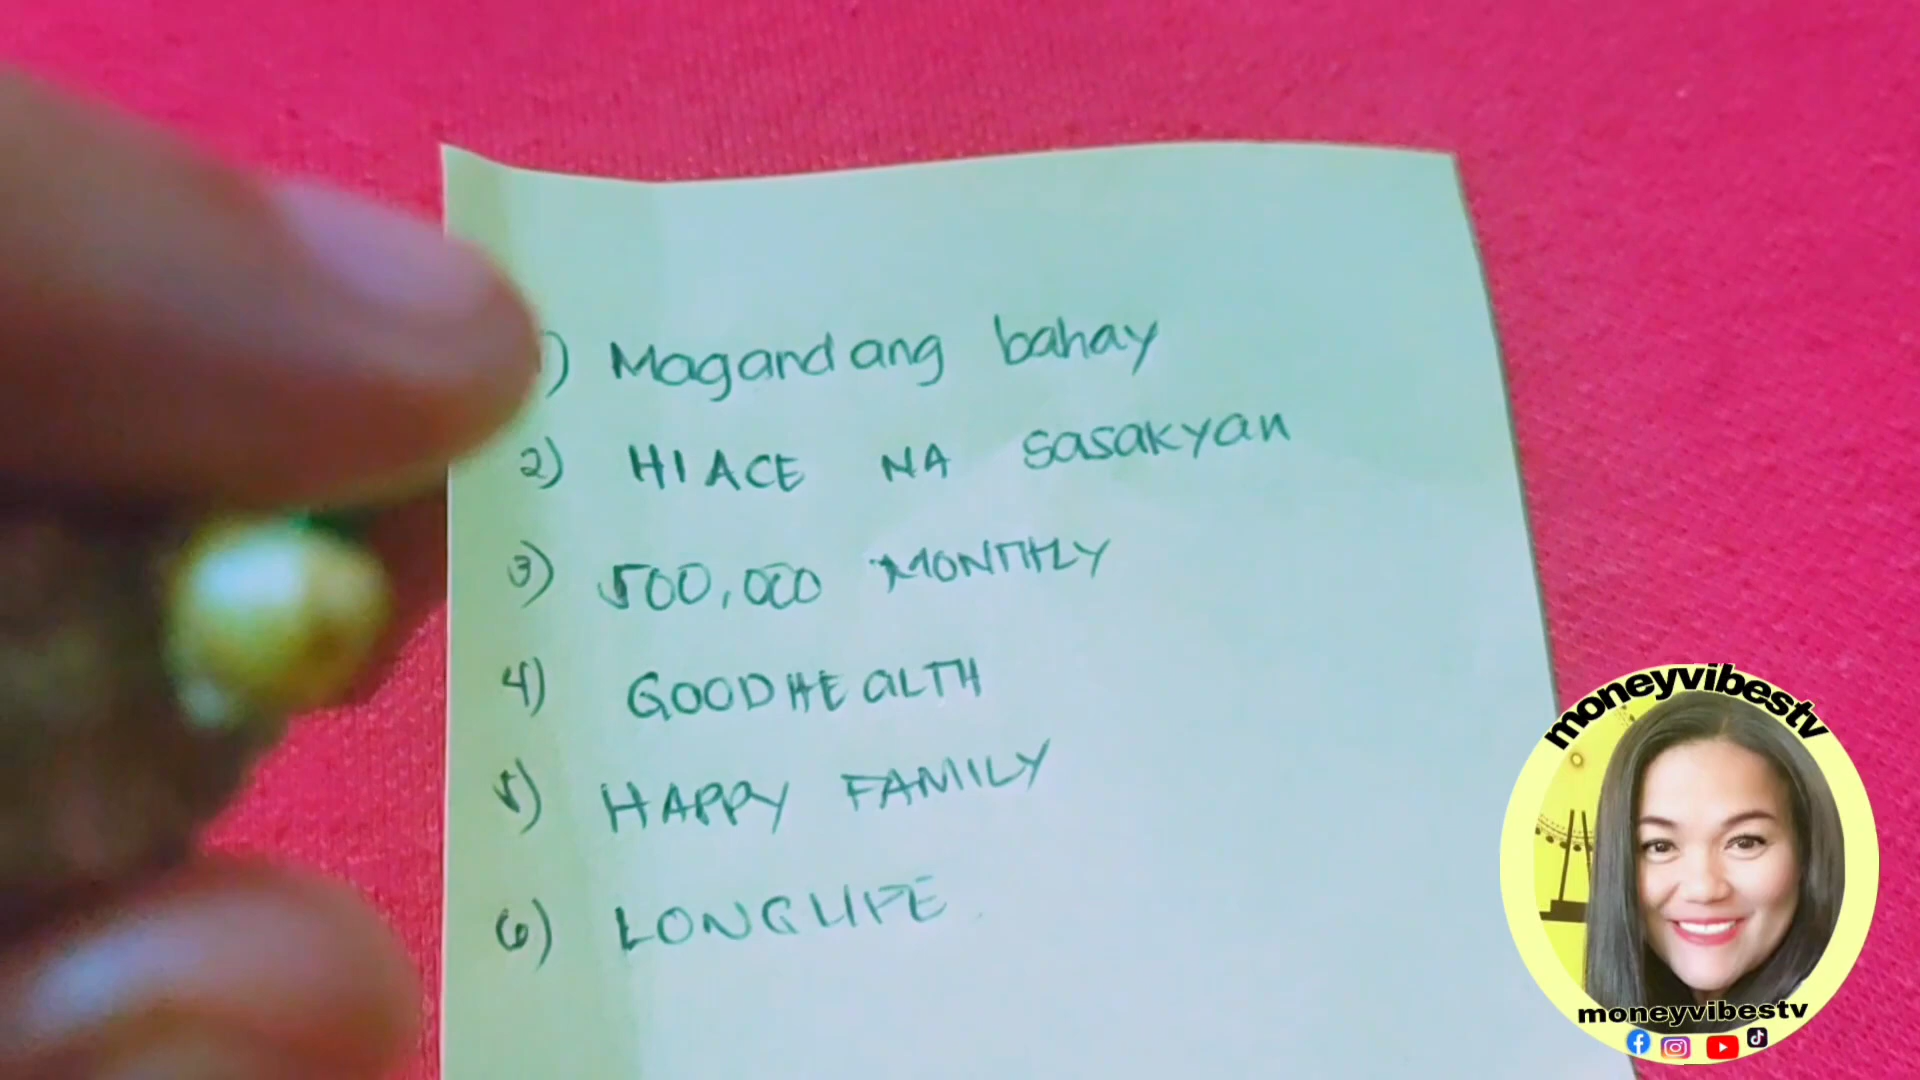 1) Magandang bahay
2) HIACE NA sasakyan
3) 500,000 MONTHLY
4) GOODHEALTH
5) HAPPY FAMILY
6) LONGLIFE
moneyvibestv
moneyvibestv